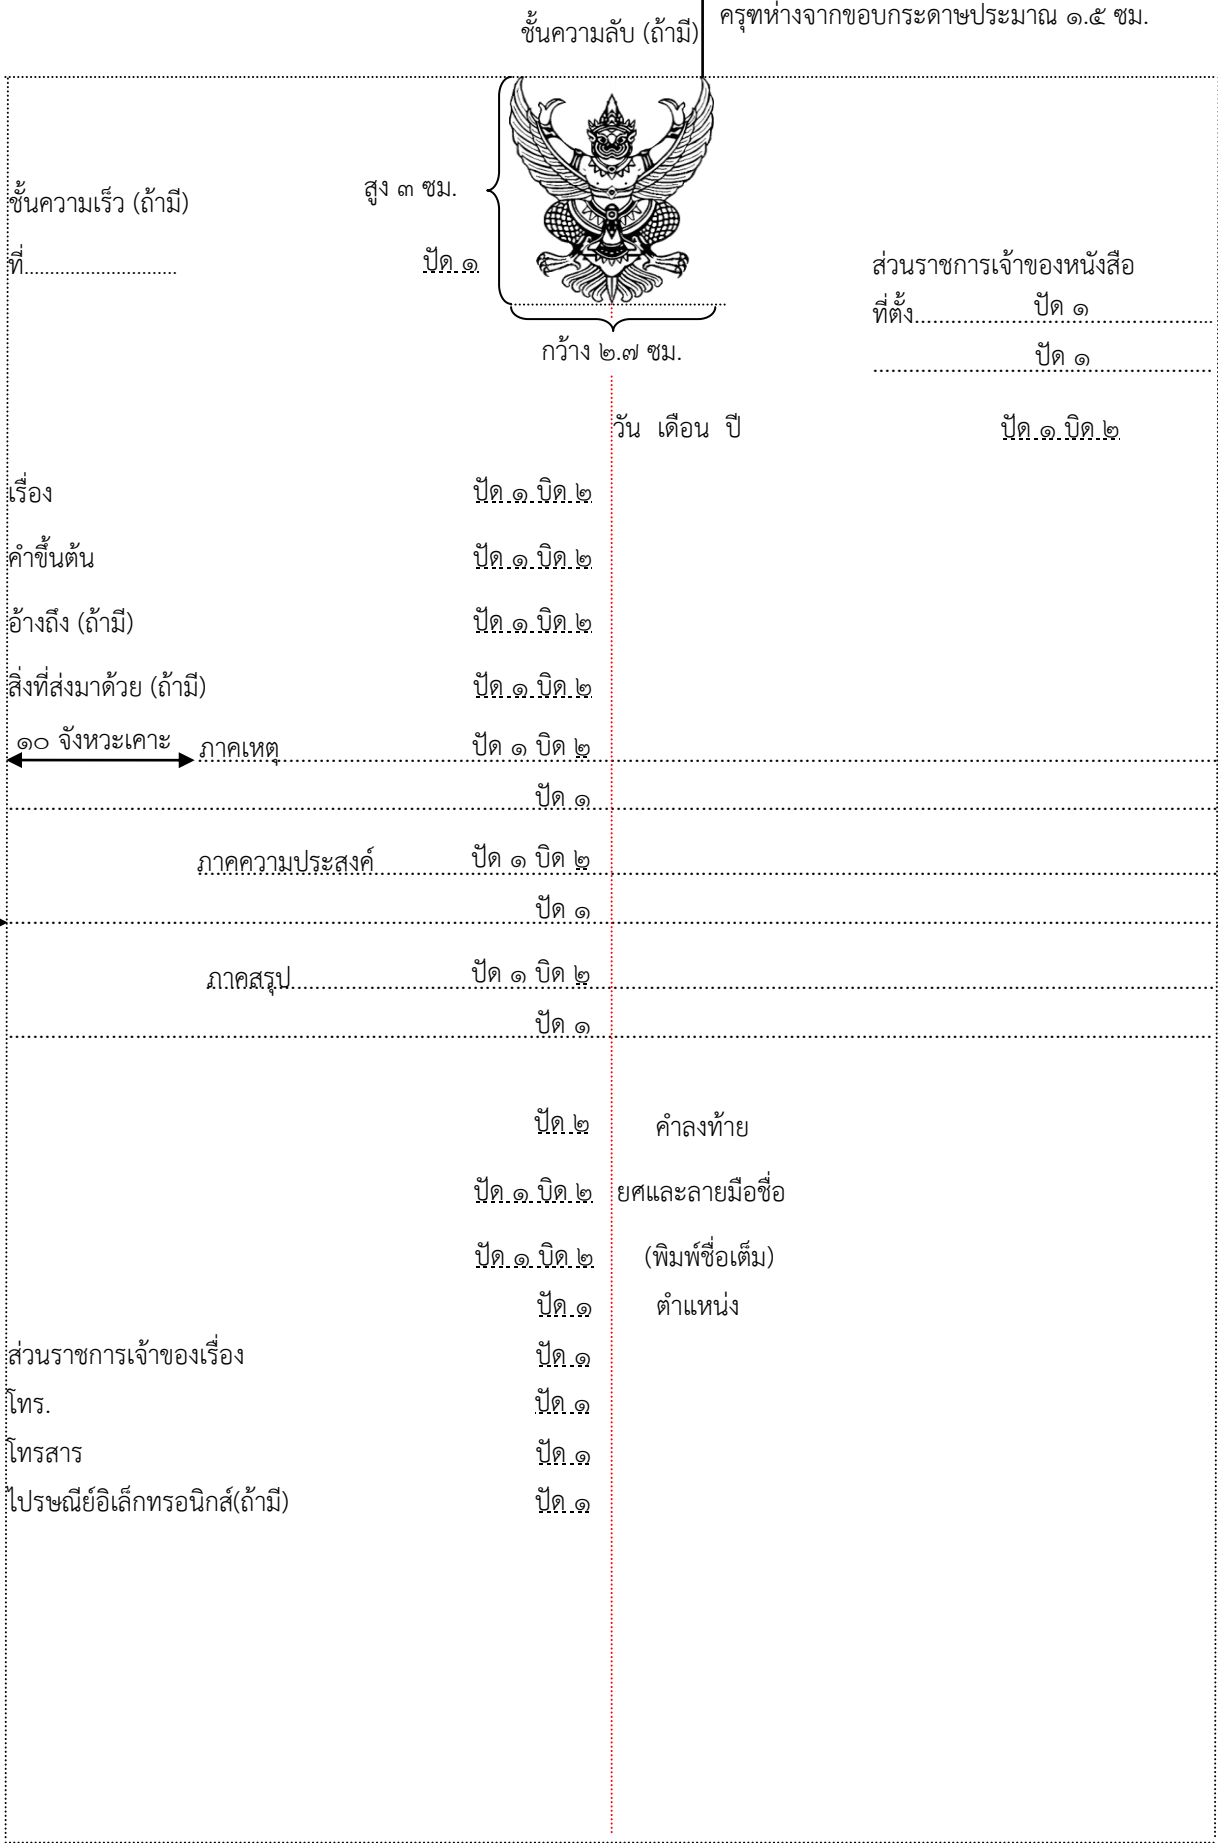 ครุฑห่างจากขอบกระดาษประมาณ ๑.๕ ซม.
ชั้นความลับ (ถ้ามี)
สูง ๓ ซม.
ชั้นความเร็ว (ถ้ามี)
ที่............................ ปัด ๑ ส่วนราชการเจ้าของหนังสือ
ที่ตั้ง.................... ปัด ๑ ....................
กว้าง ๒.๗ ซม. ปัด ๑
วัน เดือน ปี ปัด ๑ บิด ๒
เรื่อง ปัด ๑ บิด ๒
คำขึ้นต้น ปัด ๑ บิด ๒
อ้างถึง (ถ้ามี) ปัด ๑ บิด ๒
สิ่งที่ส่งมาด้วย (ถ้ามี) ปัด ๑ บิด ๒
๑๐ จังหวะเคาะ ภาคเหตุ ปัด ๑ บิด ๒
ปัด ๑
ภาคความประสงค์ ปัด ๑ บิด ๒
ปัด ๑
ภาคสรุป ปัด ๑ บิด ๒
ปัด ๑
ปัด ๒ คำลงท้าย
ปัด ๑ บิด ๒ ยศและลายมือชื่อ
ปัด ๑ บิด ๒ (พิมพ์ชื่อเต็ม)
ปัด ๑ ตำแหน่ง
ส่วนราชการเจ้าของเรื่อง ปัด ๑
โทร. ปัด ๑
โทรสาร ปัด ๑
ไปรษณีย์อิเล็กทรอนิกส์(ถ้ามี) ปัด ๑